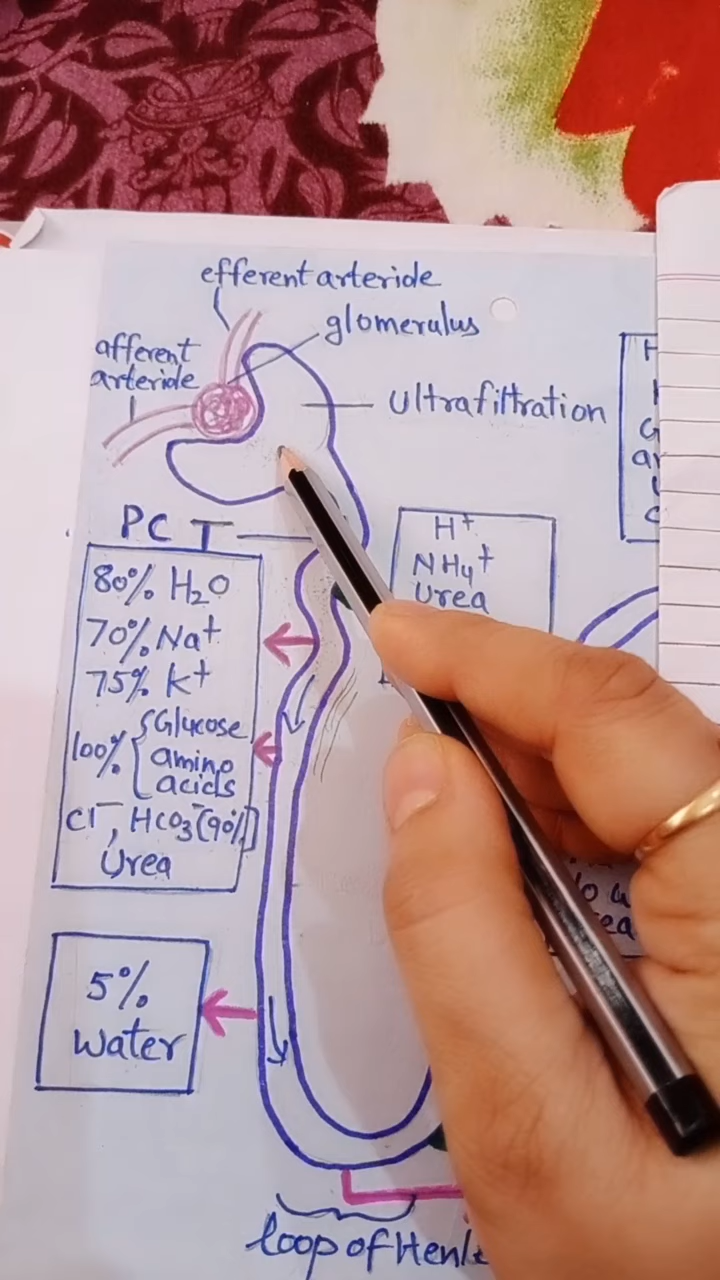 efferent arteride
glomerulus
afferent
arteride
Ultrafiltration
PCT
80% H₂O
70% Na⁺
75% K⁺
100% { Glucose
amino
acids
Cl⁻, HCO₃⁻ (90%)
Urea
H⁺
NH₄⁺
Urea
5%
Water
loop of Henle